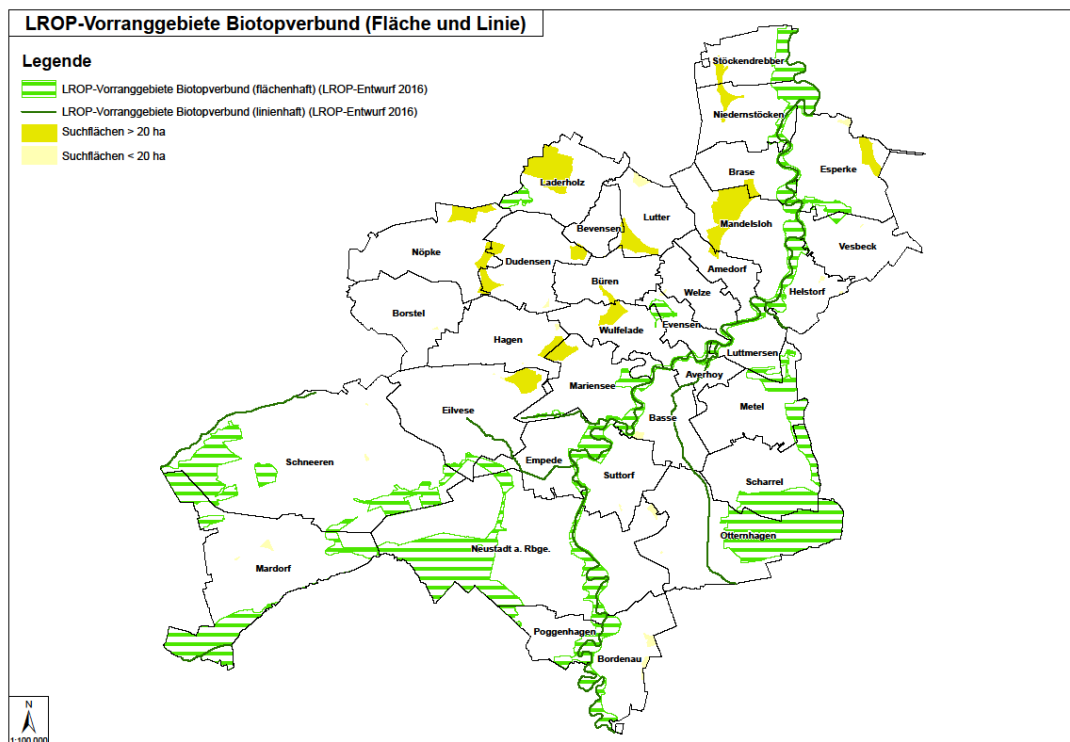 LROP-Vorranggebiete Biotopverbund (Fläche und Linie)
Legende
LROP-Vorranggebiete Biotopverbund (flächenhaft) (LROP-Entwurf 2016)
LROP-Vorranggebiete Biotopverbund (linienhaft) (LROP-Entwurf 2016)
Suchflächen > 20 ha
Suchflächen < 20 ha
Stöckendrebber
Niedernstöcken
Esperke
Brase
Laderholz
Lutter
Mandelsloh
Bevensen
Vesbeck
Nöpke
Dudensen
Amedorf
Büren
Welze
Helstorf
Borstel
Evensen
Wulfelade
Hagen
Luttmersen
Averhoy
Mariensee
Metel
Eilvese
Basse
Empede
Schneeren
Suttorf
Scharrel
Otternhagen
Neustadt a. Rbge.
Mardorf
Poggenhagen
Bordenau
N
1:100.000